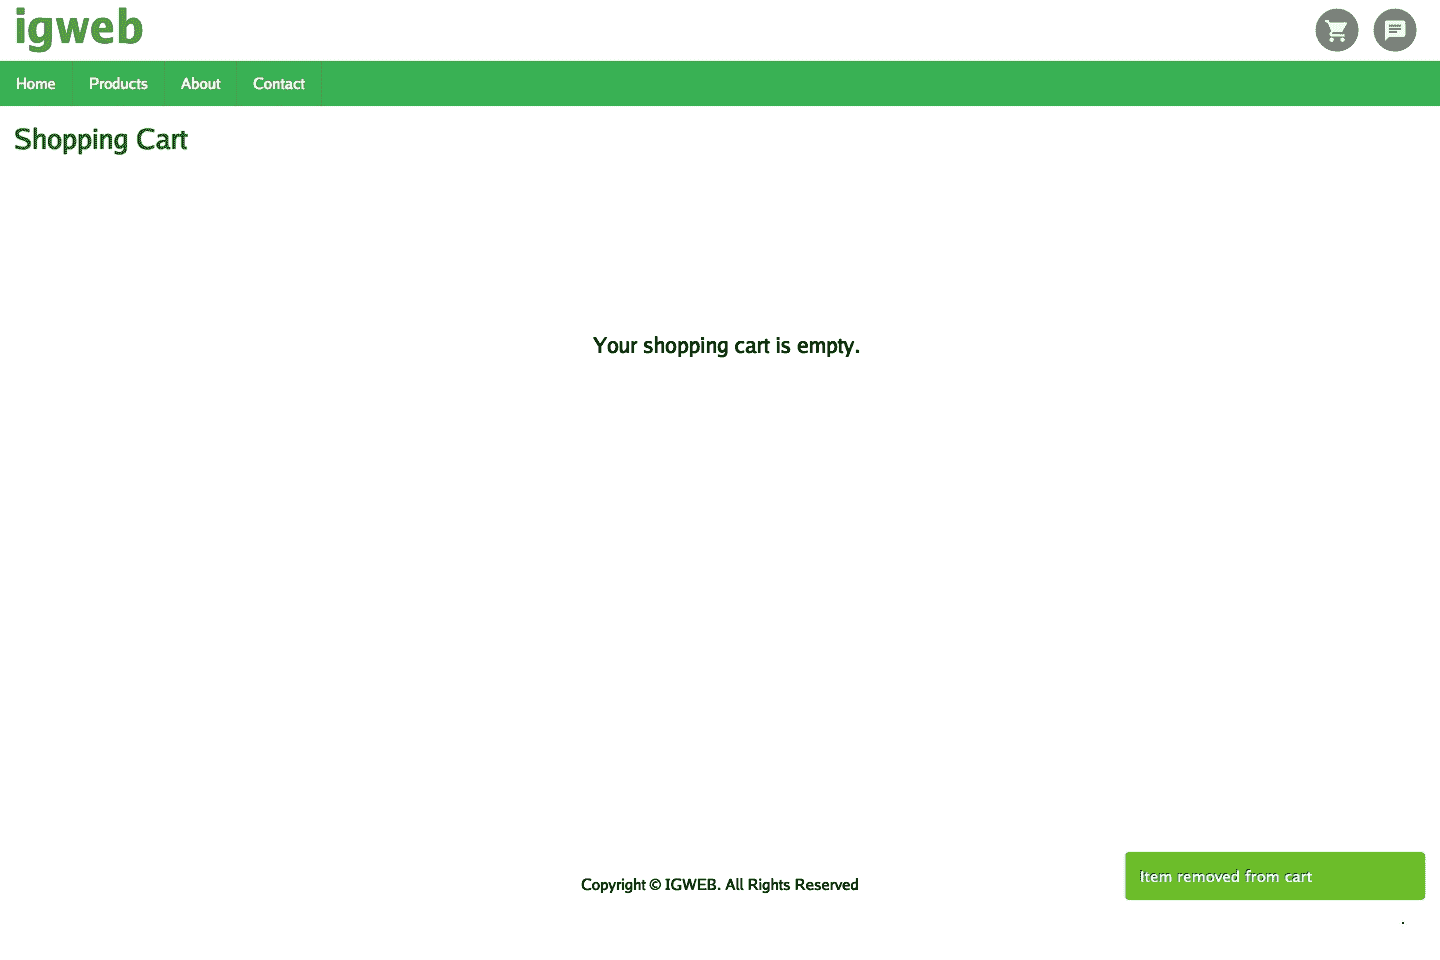 igweb
Home Products About Contact
Shopping Cart
Your shopping cart is empty.
Copyright © IGWEB. All Rights Reserved
Item removed from cart